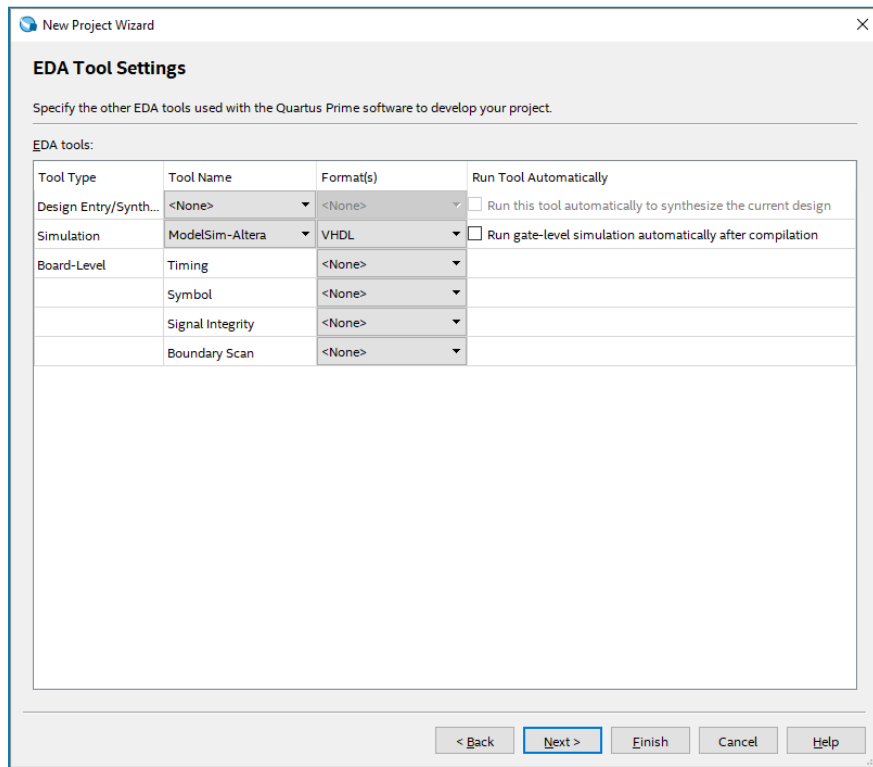 New Project Wizard
EDA Tool Settings
Specify the other EDA tools used with the Quartus Prime software to develop your project.
EDA tools:
Tool Type Tool Name Format(s) Run Tool Automatically
Design Entry/Synth... <None> <None> Run this tool automatically to synthesize the current design
Simulation ModelSim-Altera VHDL Run gate-level simulation automatically after compilation
Board-Level Timing <None>
Symbol <None>
Signal Integrity <None>
Boundary Scan <None>
< Back Next > Finish Cancel Help